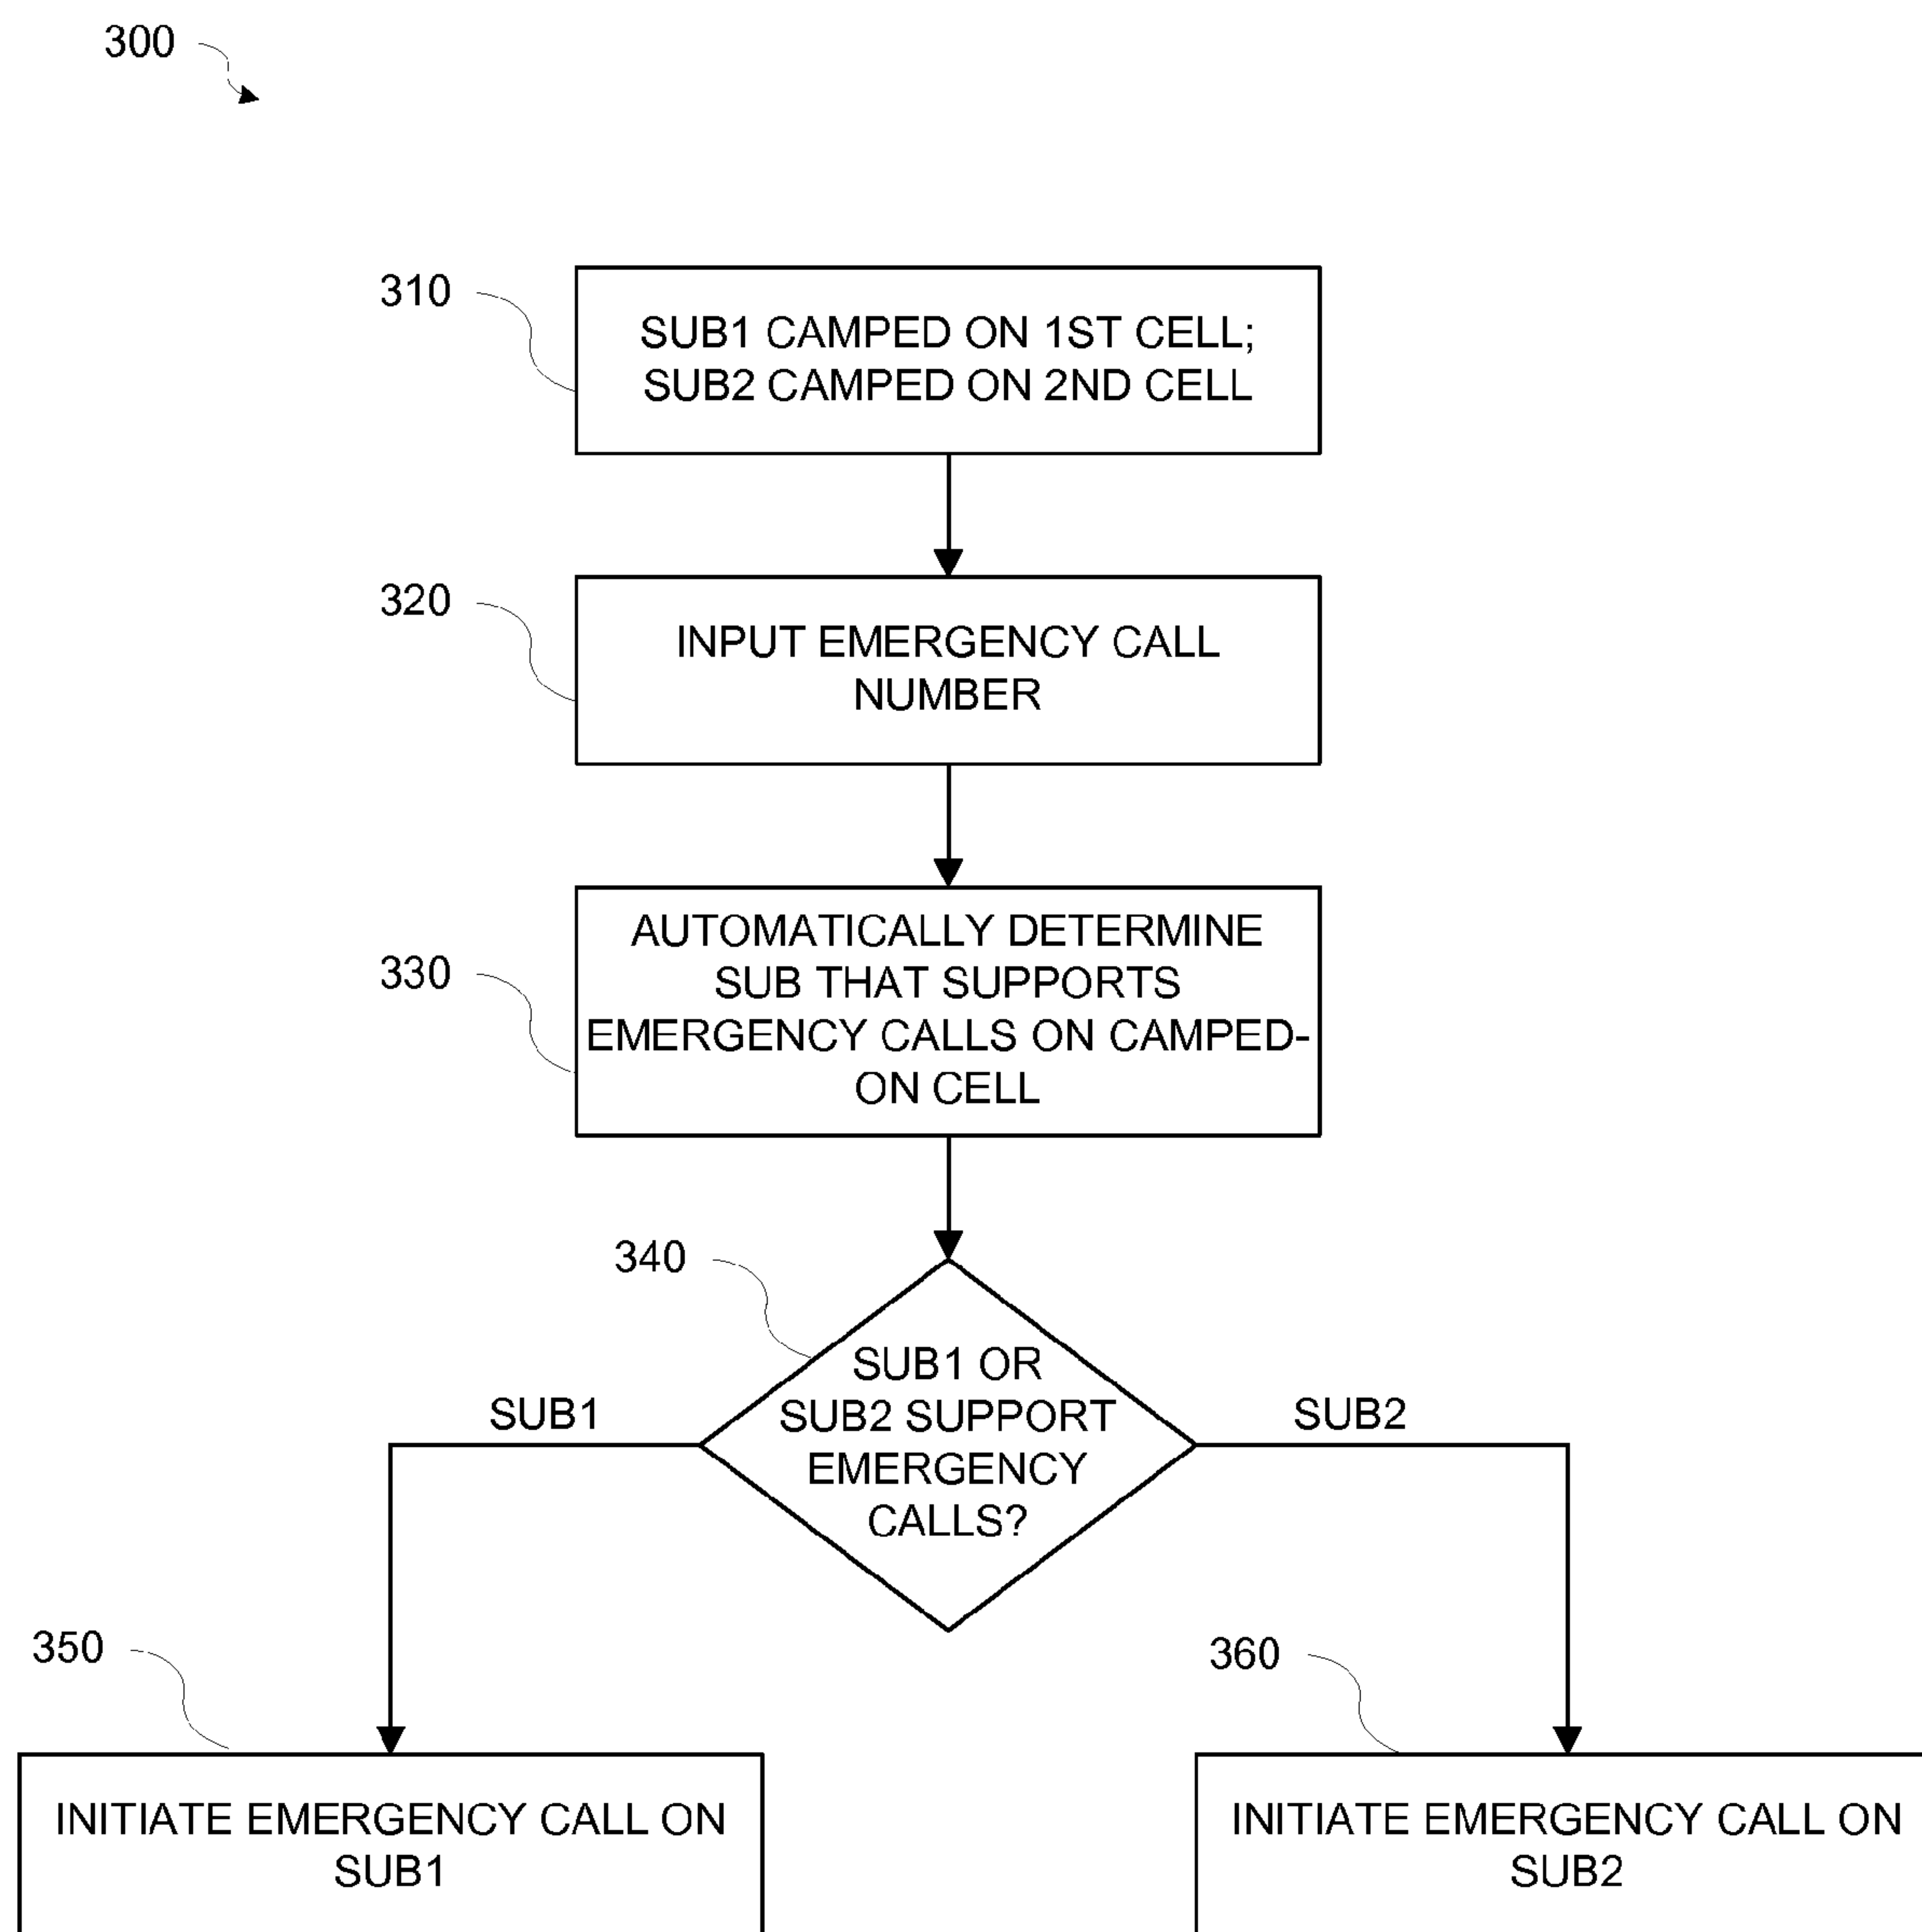 300
310
SUB1 CAMPED ON 1ST CELL;
SUB2 CAMPED ON 2ND CELL
320
INPUT EMERGENCY CALL
NUMBER
330
AUTOMATICALLY DETERMINE
SUB THAT SUPPORTS
EMERGENCY CALLS ON CAMPED-
ON CELL
340
SUB1 OR
SUB2 SUPPORT
EMERGENCY
CALLS?
SUB1
SUB2
350
INITIATE EMERGENCY CALL ON
SUB1
360
INITIATE EMERGENCY CALL ON
SUB2